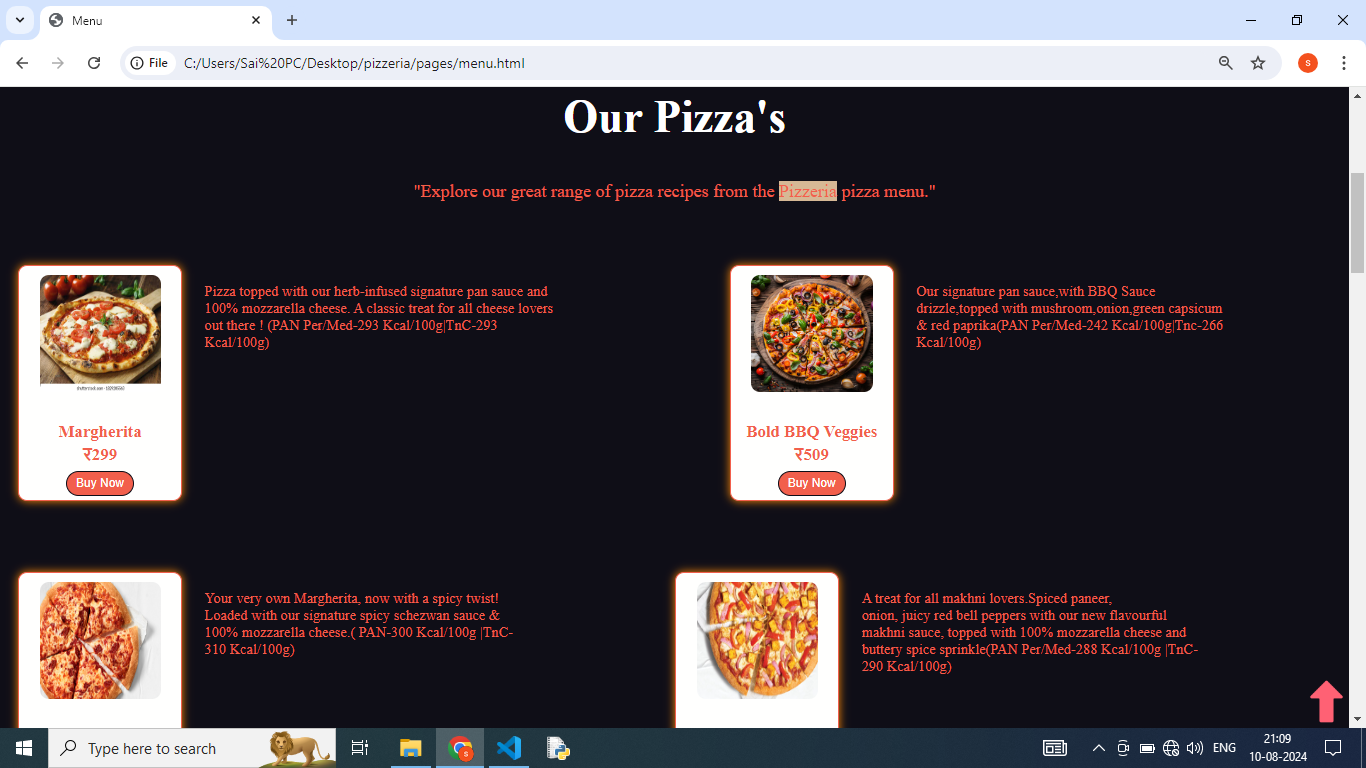 Menu
File
C:/Users/Sai%20PC/Desktop/pizzeria/pages/menu.html
s
Our Pizza's
"Explore our great range of pizza recipes from the Pizzeria pizza menu."
Pizza topped with our herb-infused signature pan sauce and
100% mozzarella cheese. A classic treat for all cheese lovers
out there ! (PAN Per/Med-293 Kcal/100g|TnC-293
Kcal/100g)
Margherita
₹299
Buy Now
Our signature pan sauce,with BBQ Sauce
drizzle,topped with mushroom,onion,green capsicum
& red paprika(PAN Per/Med-242 Kcal/100g|Tnc-266
Kcal/100g)
Bold BBQ Veggies
₹509
Buy Now
Your very own Margherita, now with a spicy twist!
Loaded with our signature spicy schezwan sauce &
100% mozzarella cheese.( PAN-300 Kcal/100g |TnC-
310 Kcal/100g)
A treat for all makhni lovers.Spiced paneer,
onion, juicy red bell peppers with our new flavourful
makhni sauce, topped with 100% mozzarella cheese and
buttery spice sprinkle(PAN Per/Med-288 Kcal/100g |TnC-
290 Kcal/100g)
Type here to search
s
ENG
21:09
10-08-2024